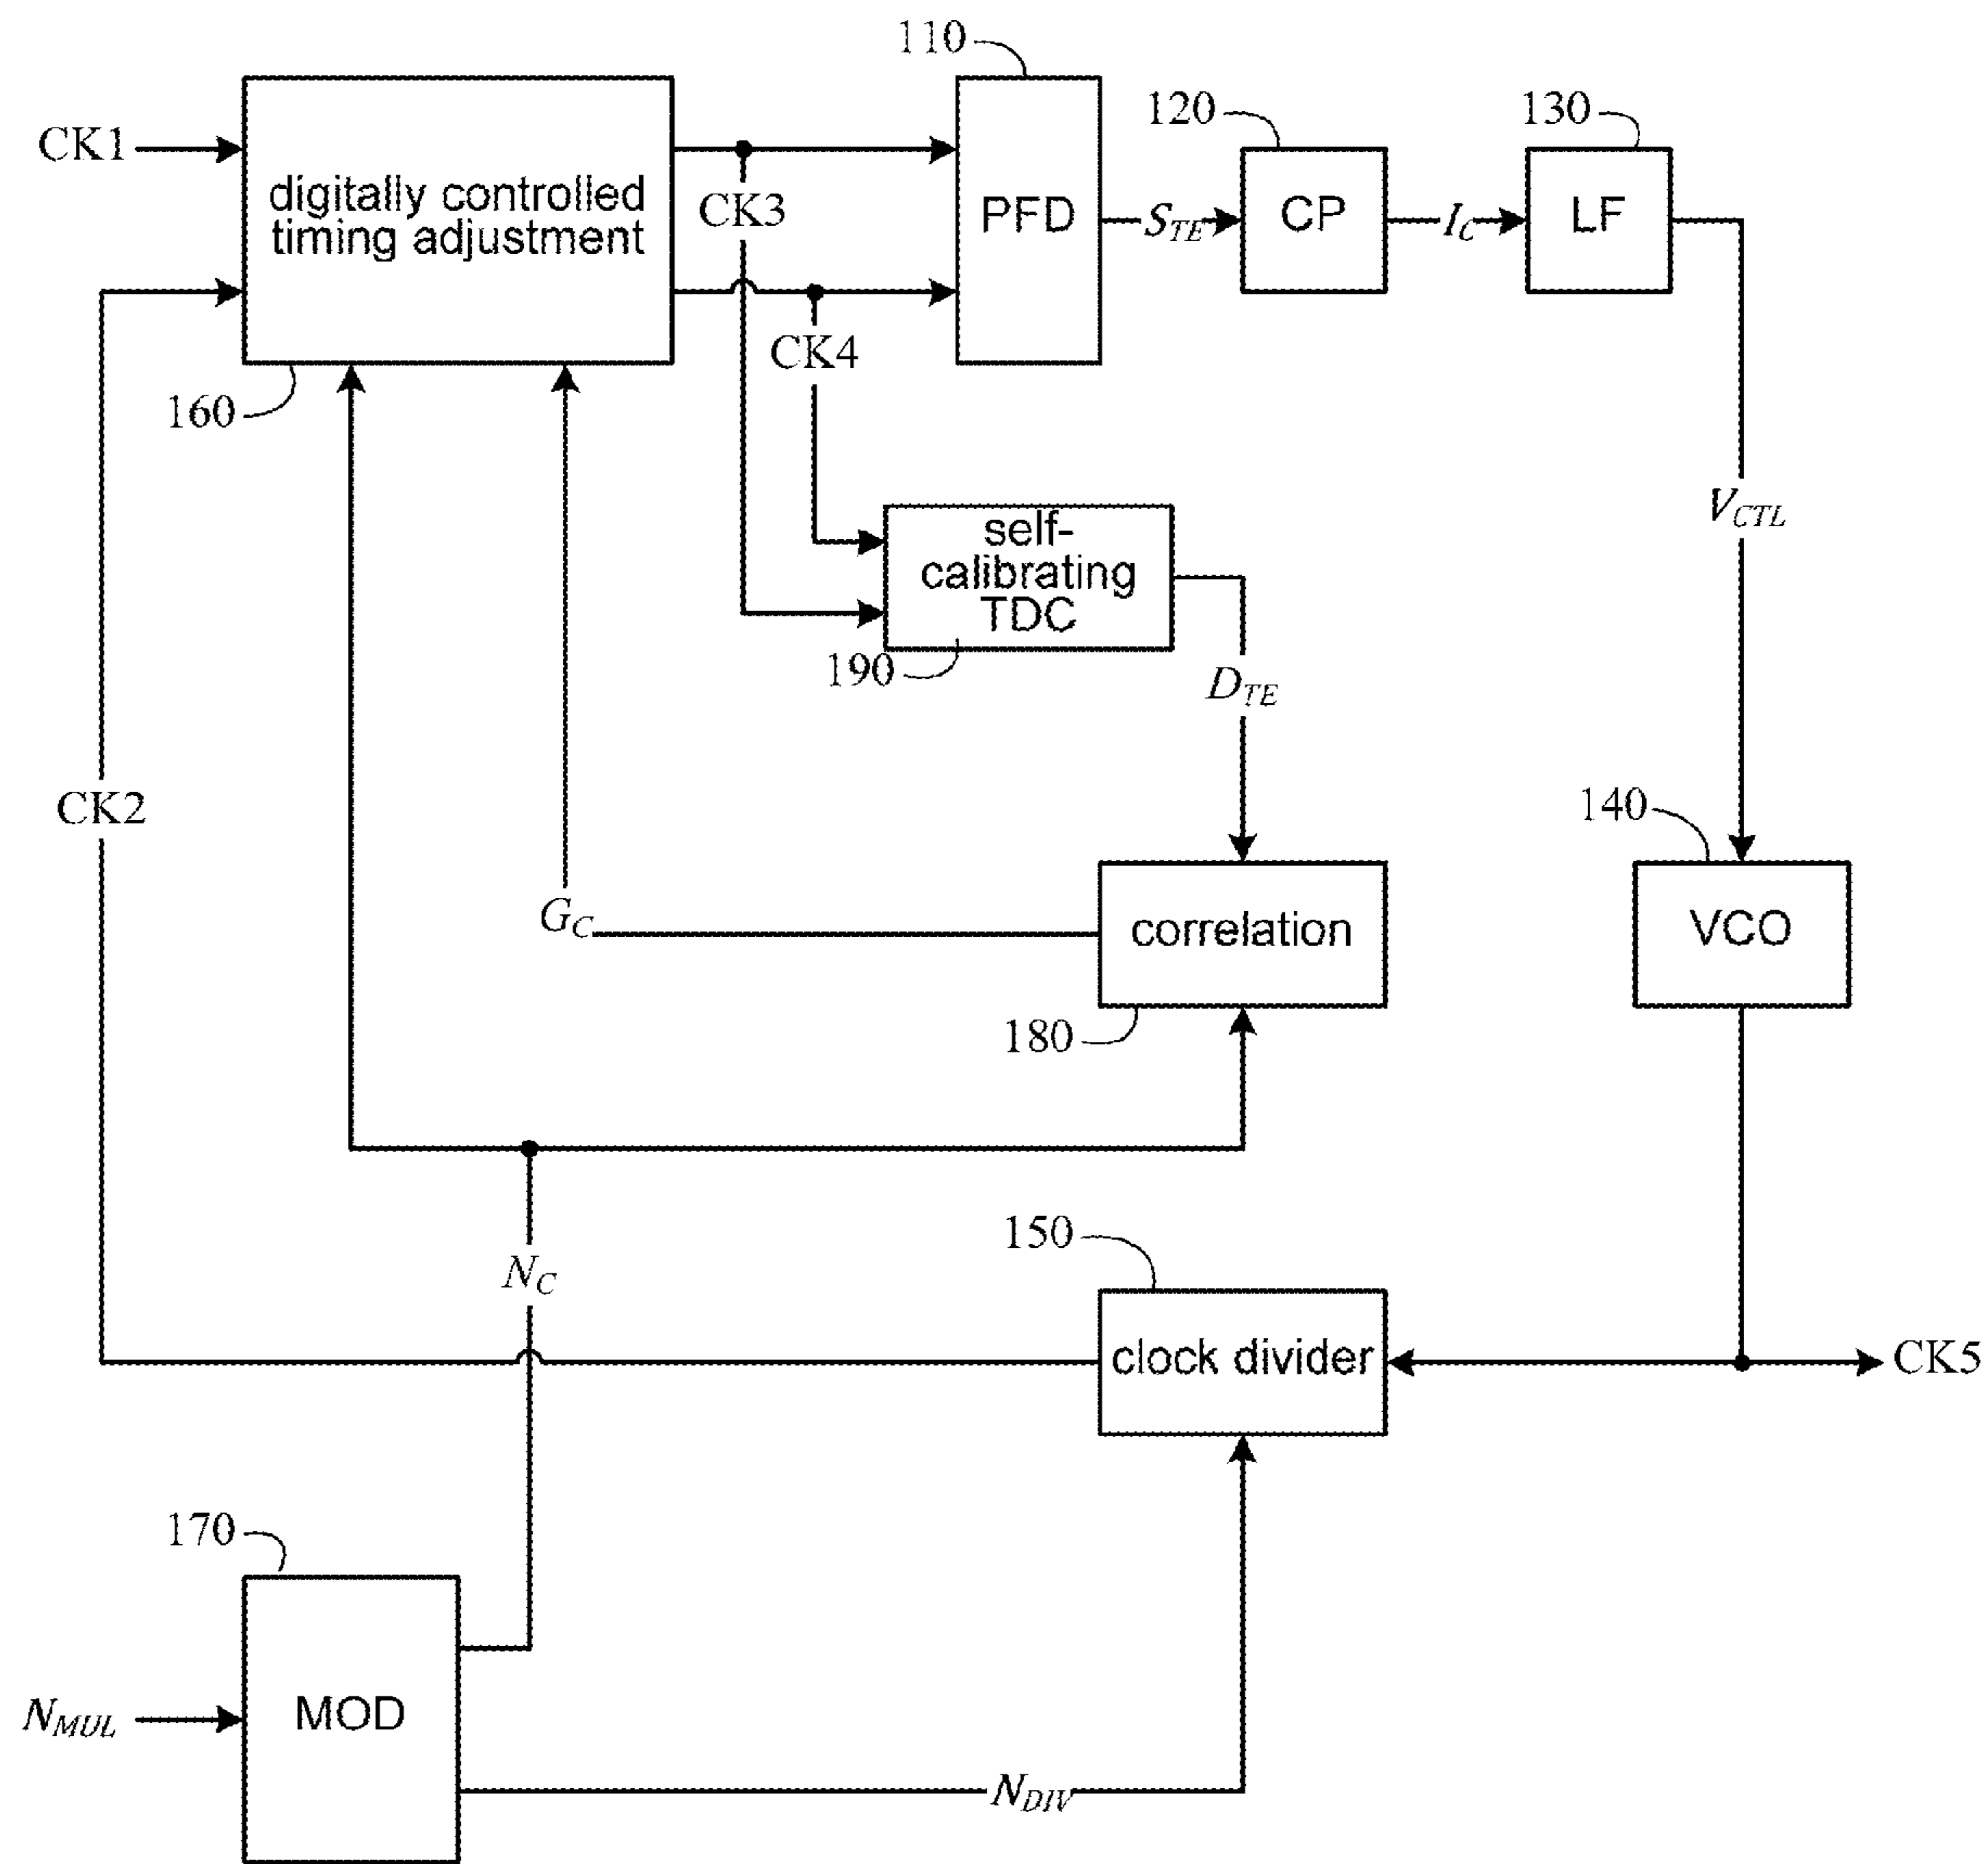 110
120
130
CK1
digitally controlled
timing adjustment
CK3
PFD
S_TE
CP
I_C
LF
CK4
160
self-
calibrating
TDC
190
V_CTL
D_TE
CK2
140
G_C
correlation
VCO
180
150
N_C
clock divider
CK5
170
N_MUL
MOD
N_DIV